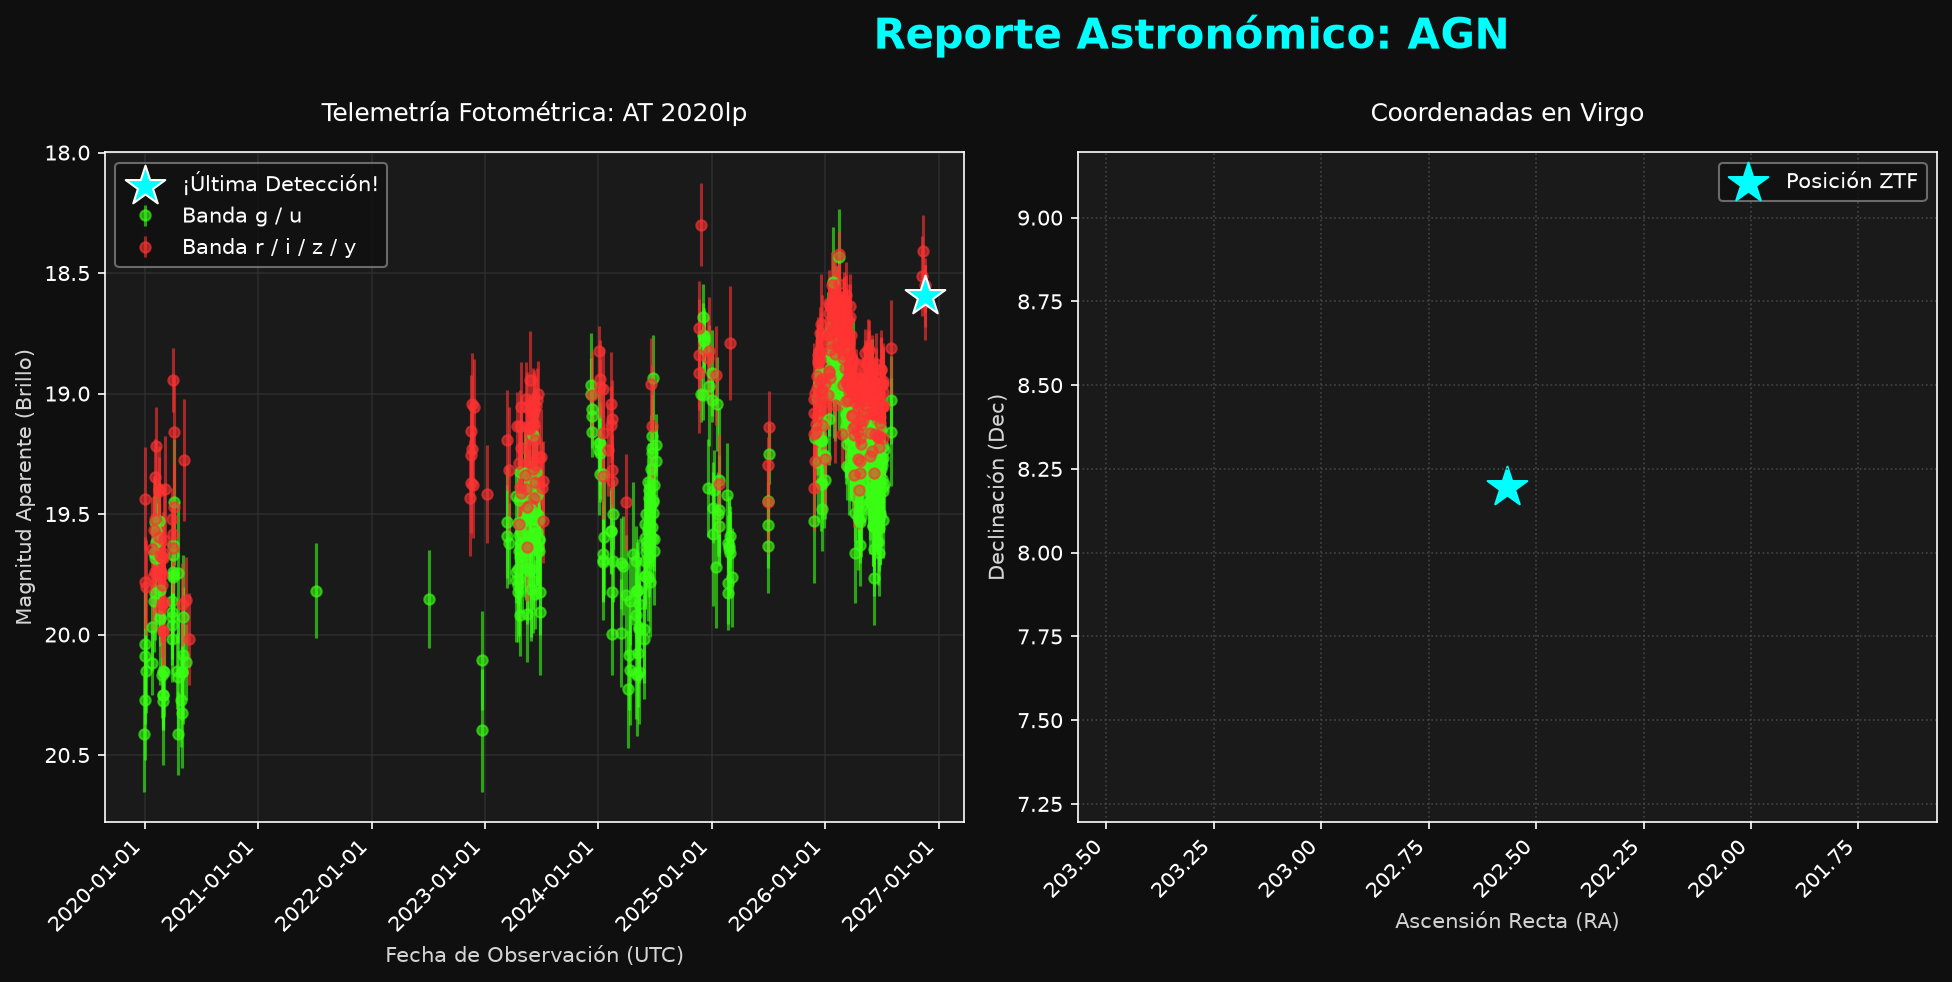 Reporte Astronómico: AGN
Telemetría Fotométrica: AT 2020lp
¡Última Detección!
Banda g / u
Banda r / i / z / y
Magnitud Aparente (Brillo)
18.0
18.5
19.0
19.5
20.0
20.5
2020-01-01
2021-01-01
2022-01-01
2023-01-01
2024-01-01
2025-01-01
2026-01-01
2027-01-01
Fecha de Observación (UTC)
Coordenadas en Virgo
Posición ZTF
Declinación (Dec)
9.00
8.75
8.50
8.25
8.00
7.75
7.50
7.25
203.50
203.25
203.00
202.75
202.50
202.25
202.00
201.75
Ascensión Recta (RA)